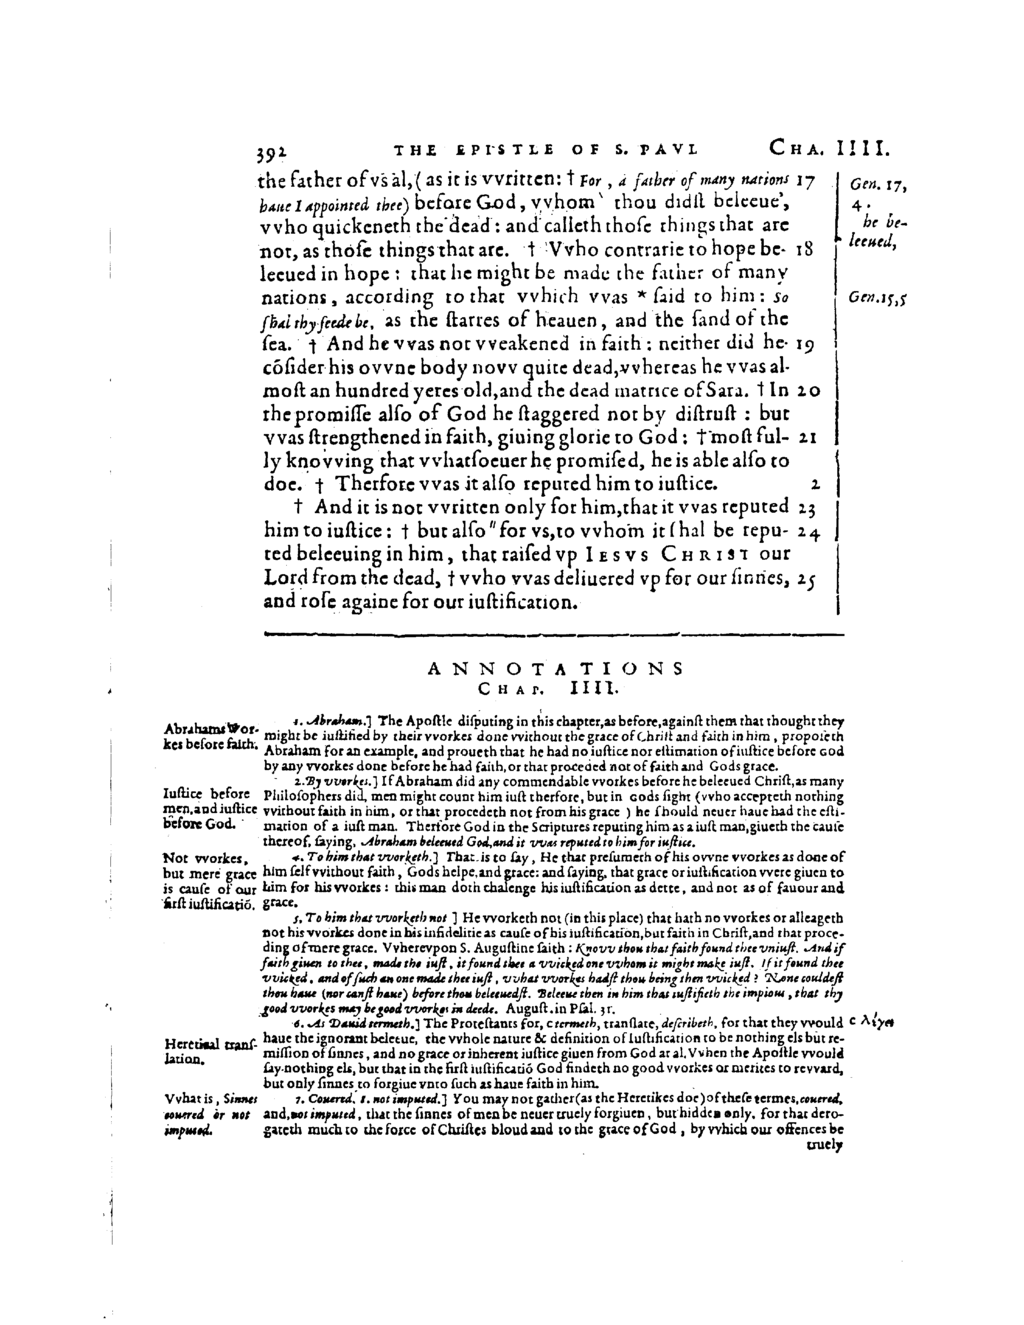 392 THE EPISTLE OF S. PAVL CHA. IIII.
the father of vs al, (as it is vvritten: † For, a father of many nations 17
haue I appointed thee) before God, vvhom thou didst beleeue',
vvho quickeneth the dead: and calleth those things that are
not, as those things that are. † Vvho contrarie to hope be- 18
leeued in hope: that he might be made the father of many
nations, according to that vvhich vvas * said to him: So
shal thy seede be, as the starres of heauen, and the sand of the
sea. † And he vvas not vveakened in faith: neither did he 19
cōsider his ovvne body novv quite dead, vvhereas he vvas al-
most an hundred yeres old, and the dead matrice of Sara. † In 20
the promisse also of God he staggered not by distrust: but
vvas strengthened in faith, giuing glorie to God: † most ful- 21
ly knovving that vvhatsoeuer he promised, he is able also to
doe. † Therfore vvas it also reputed him to iustice. 2
† And it is not vvritten only for him, that it vvas reputed 23
him to iustice: † but also "for vs, to vvhom it shal be repu- 24
ted beleeuing in him, that raised vp IESVS CHRIST our
Lord from the dead, † vvho vvas deliuered vp for our sinnes, 25
and rose againe for our iustification.
Gen. 17,
4.
he be-
leeued,
Gen. 15,5
ANNOTATIONS
CHAP. IIII.
Abrahams Wor-
kes before faith.
1. Abraham.] The Apostle disputing in this chapter, as before, against them that thought they
might be iustified by their vvorkes done vvithout the grace of Christ and faith in him, proposeth
Abraham for an example, and proueth that he had no iustice nor estimation of iustice before God
by any vvorkes done before he had faith, or that proceded not of faith and Gods grace.
Iustice before
men, and iustice
before God.
2. By vvorkes.] If Abraham did any commendable vvorkes before he beleeued Christ, as many
Philosophers did, men might count him iust therfore, but in Gods sight (vvho accepteth nothing
vvithout faith in him, or that procedeth not from his grace) he should neuer haue had the esti-
mation of a iust man. Therfore God in the Scriptures reputing him as a iust man, giueth the cause
thereof, saying, Abraham beleeued God, and it vvas reputed to him for iustice.
Not vvorkes,
but mere grace
is cause of our
first iustificatiō.
4. To him that vvorketh.] That is to say, He that presumeth of his ovvne vvorkes as done of
him self vvithout faith, Gods helpe, and grace: and saying, that grace or iustification vvere giuen to
him for his vvorkes: this man doth chalenge his iustification as dette, and not as of fauour and
grace.
5. To him that vvorketh not] He vvorketh not (in this place) that hath no vvorkes or alleageth
not his vvorkes done in his infidelitie as cause of his iustification, but faith in Christ, and that proce-
ding of mere grace. Vvherevpon S. Augustine saith: Knovv thou that faith found thee vniust. And if
faith giuen to thee, made the iust, it found thee a vvicked one vvhom it might make iust. If it found thee
vvicked, and of such an one made thee iust, vvhat vvorkes hadst thou being then vvicked? None couldest
thou haue (nor canst haue) before thou beleeuedst. Beleeue then in him that iustifieth the impious, that thy
good vvorkes may be good vvorkes in deede. August. in Psal. 31.
Heretical trans-
lation.
6. As Dauid termeth.] The Protestants for, c termeth, translate, describeth, for that they vvould c λέγει
haue the ignorant beleeue, the vvhole nature & definition of Iustification to be nothing els but re-
mission of sinnes, and no grace or inherent iustice giuen from God at al. Vvhen the Apostle vvould
say nothing els, but that in the first iustificatiō God findeth no good vvorkes or merites to revvard,
but only sinnes to forgiue vnto such as haue faith in him.
Vvhat is, Sinnes
couered or not
imputed.
7. Couered. 8. not imputed.] You may not gather (as the Heretikes doe) of these termes, couered,
and, not imputed, that the sinnes of men be neuer truely forgiuen, but hidden only. for that dero-
gateth much to the force of Christes bloud and to the grace of God, by vvhich our offences be
truely